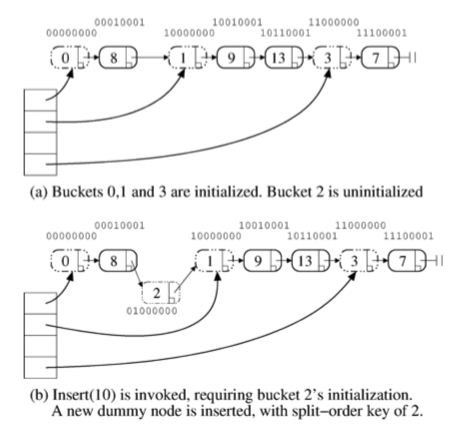 00010001 10010001 11000000
00000000 10000000 10110001 11100001
0 8 1 9 13 3 7
(a) Buckets 0,1 and 3 are initialized. Bucket 2 is uninitialized
00010001 10010001 11000000
00000000 10000000 10110001 11100001
0 8 1 9 13 3 7
2
01000000
(b) Insert(10) is invoked, requiring bucket 2's initialization.
A new dummy node is inserted, with split-order key of 2.